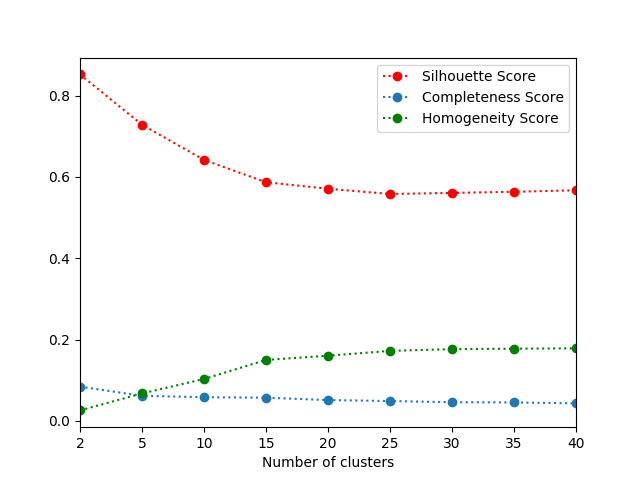 Silhouette Score
Completeness Score
Homogeneity Score
0.8
0.6
0.4
0.2
0.0
2 5 10 15 20 25 30 35 40
Number of clusters